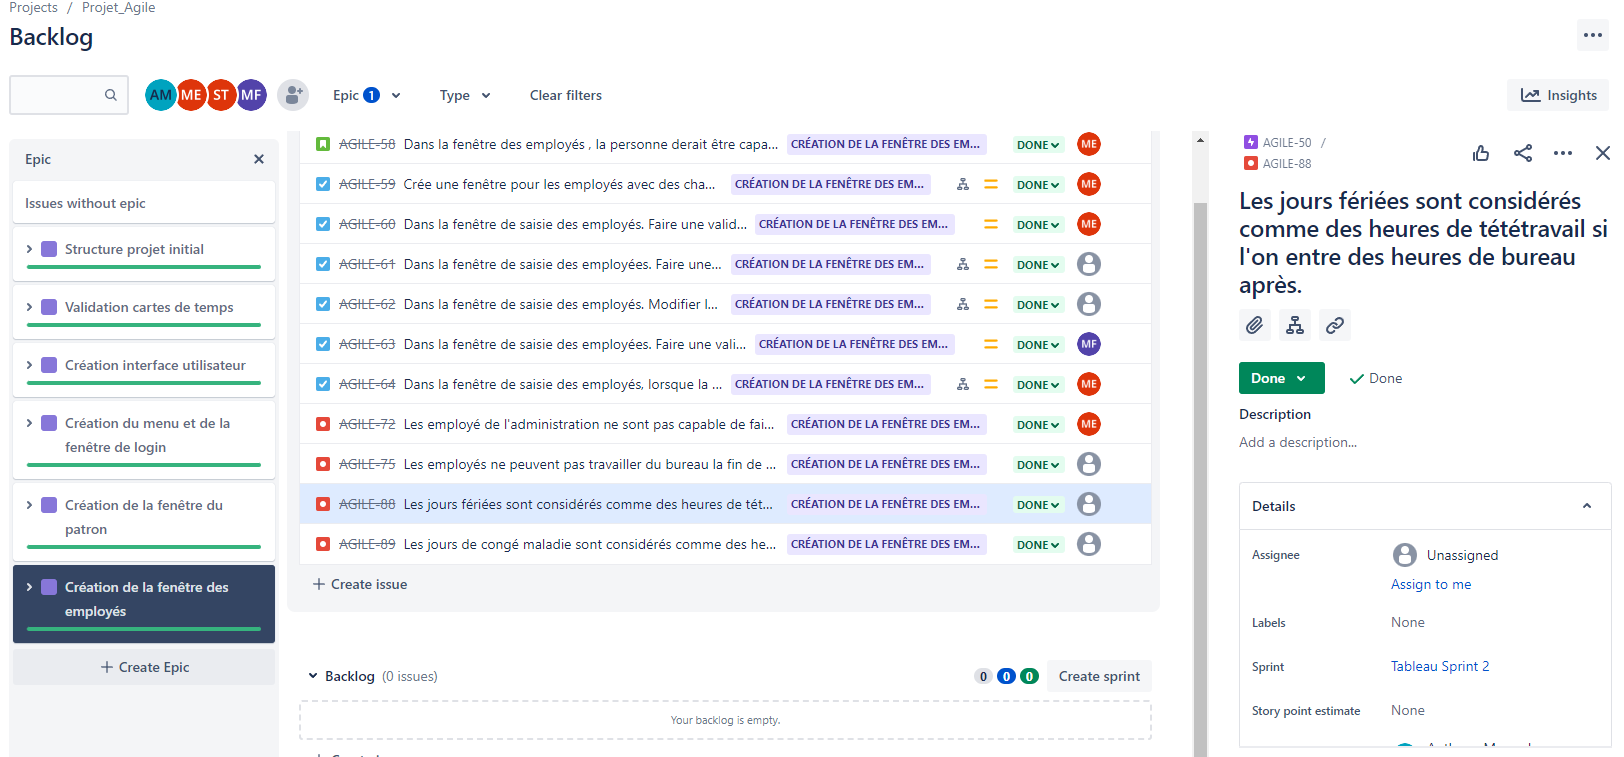 Projects / Projet_Agile
Backlog
AM ME ST MF
Epic 1
Type
Clear filters
Insights
Epic
Issues without epic
Structure projet initial
Validation cartes de temps
Création interface utilisateur
Création du menu et de la
fenêtre de login
Création de la fenêtre du
patron
Création de la fenêtre des
employés
+ Create Epic
AGILE-58 Dans la fenêtre des employés , la personne derait être capa... CRÉATION DE LA FENÊTRE DES EM... DONE ME
AGILE-59 Crée une fenêtre pour les employés avec des cha... CRÉATION DE LA FENÊTRE DES EM... DONE ME
AGILE-60 Dans la fenêtre de saisie des employés. Faire une valid... CRÉATION DE LA FENÊTRE DES EM... DONE ME
AGILE-61 Dans la fenêtre de saisie des employées. Faire une... CRÉATION DE LA FENÊTRE DES EM... DONE
AGILE-62 Dans la fenêtre de saisie des employés. Modifier l... CRÉATION DE LA FENÊTRE DES EM... DONE
AGILE-63 Dans la fenêtre de saisie des employées. Faire une vali... CRÉATION DE LA FENÊTRE DES EM... DONE MF
AGILE-64 Dans la fenêtre de saisie des employés, lorsque la ... CRÉATION DE LA FENÊTRE DES EM... DONE ME
AGILE-72 Les employé de l'administration ne sont pas capable de fai... CRÉATION DE LA FENÊTRE DES EM... DONE ME
AGILE-75 Les employés ne peuvent pas travailler du bureau la fin de ... CRÉATION DE LA FENÊTRE DES EM... DONE
AGILE-88 Les jours fériées sont considérés comme des heures de tét... CRÉATION DE LA FENÊTRE DES EM... DONE
AGILE-89 Les jours de congé maladie sont considérés comme des he... CRÉATION DE LA FENÊTRE DES EM... DONE
+ Create issue
Backlog (0 issues)
0 0 0
Create sprint
Your backlog is empty.
AGILE-50 /
AGILE-88
Les jours fériées sont considérés
comme des heures de tététravail si
l'on entre des heures de bureau
après.
Done
Done
Description
Add a description...
Details
Assignee Unassigned
Assign to me
Labels None
Sprint Tableau Sprint 2
Story point estimate None